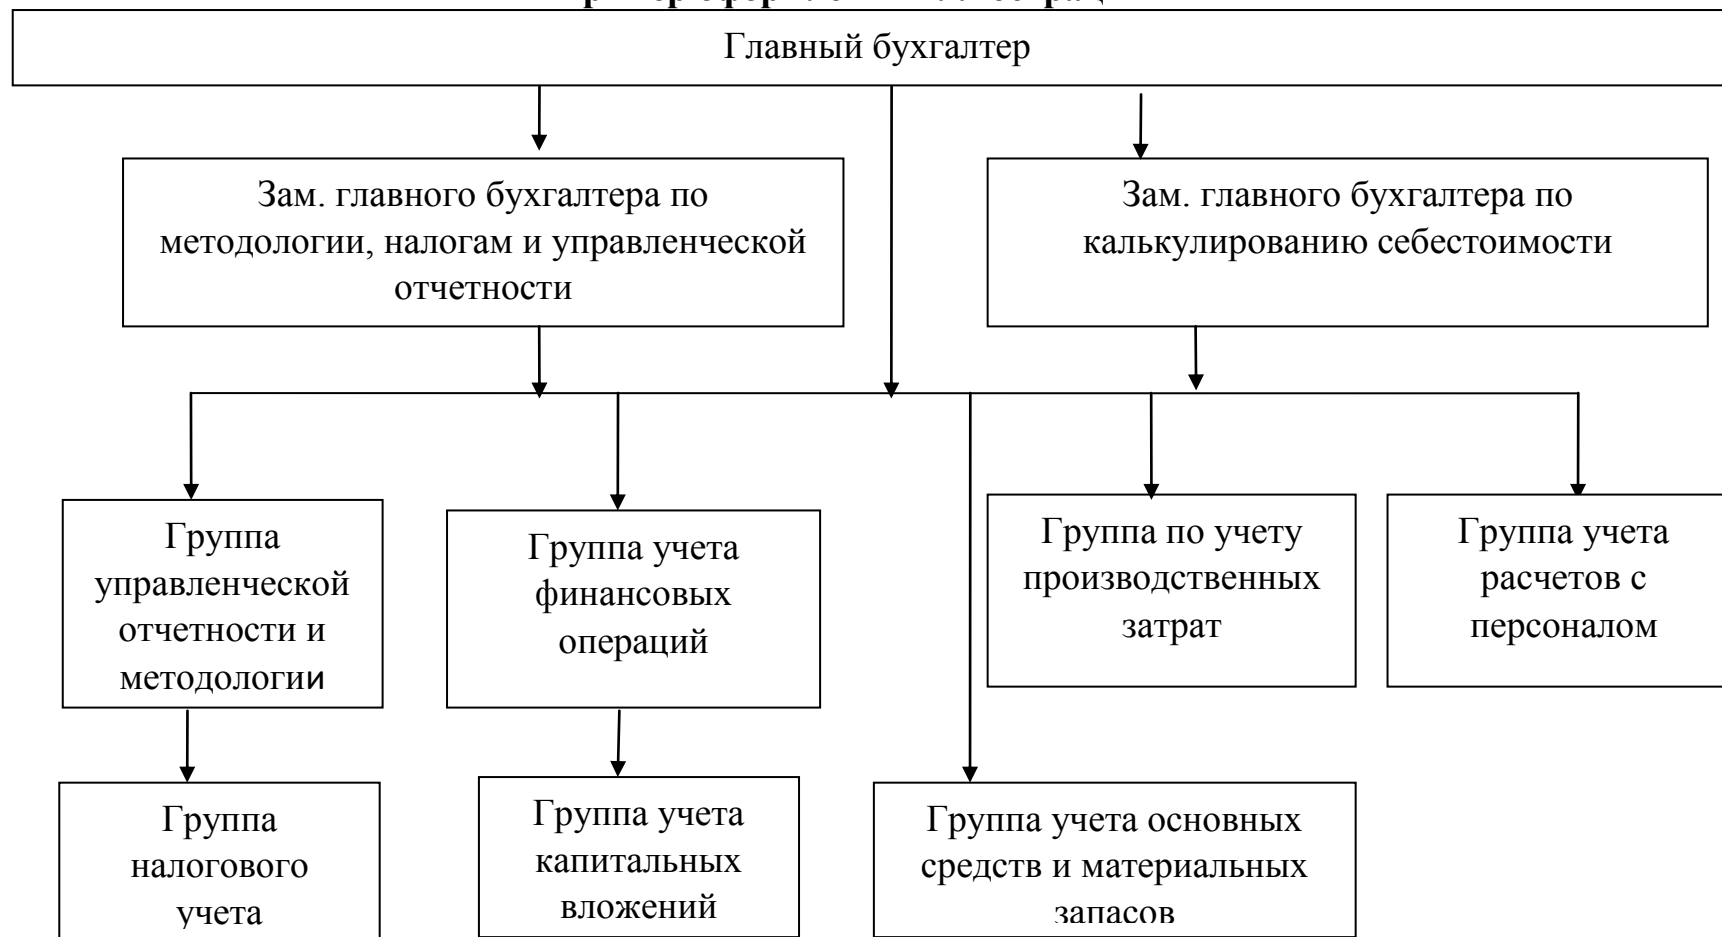 Главный бухгалтер
Зам. главного бухгалтера по
методологии, налогам и управленческой
отчетности
Зам. главного бухгалтера по
калькулированию себестоимости
Группа
управленческой
отчетности и
методологии
Группа учета
финансовых
операций
Группа по учету
производственных
затрат
Группа учета
расчетов с
персоналом
Группа
налогового
учета
Группа учета
капитальных
вложений
Группа учета основных
средств и материальных
запасов